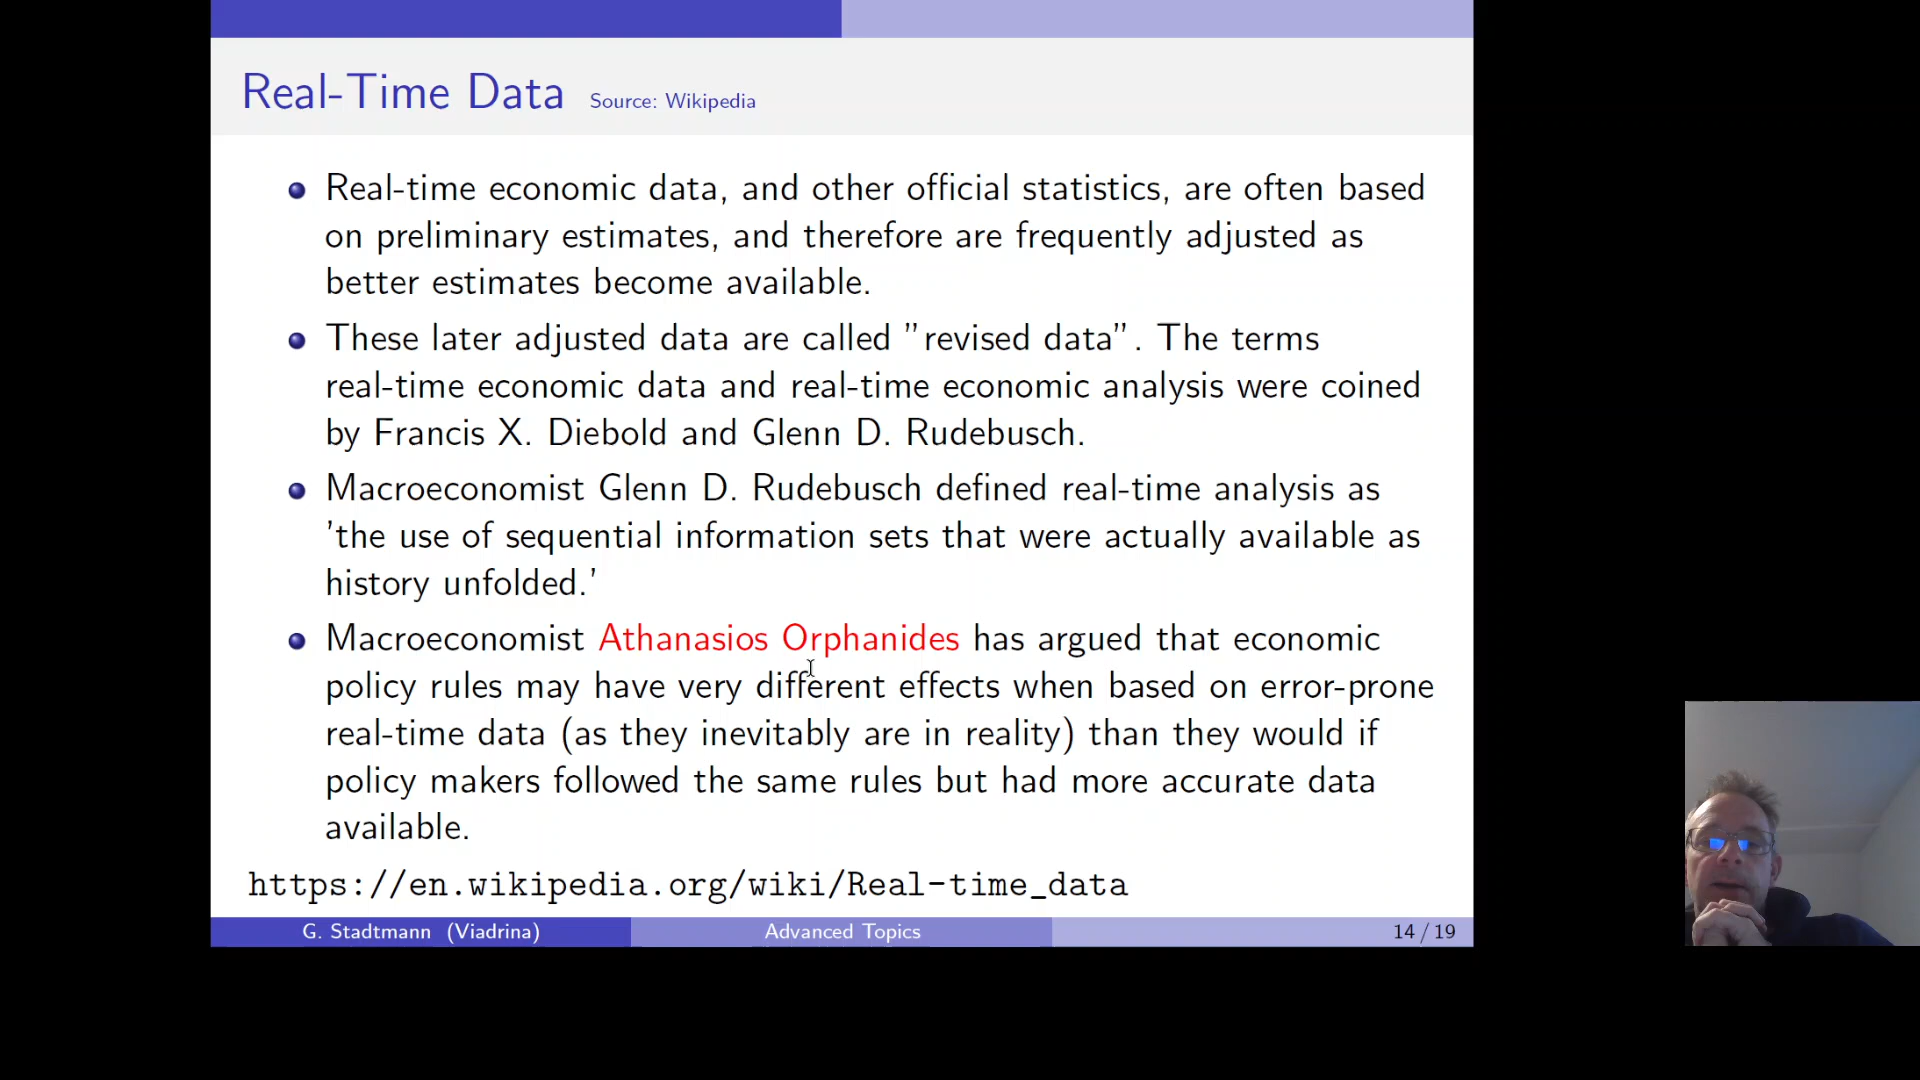 Real-Time Data Source: Wikipedia
Real-time economic data, and other official statistics, are often based
on preliminary estimates, and therefore are frequently adjusted as
better estimates become available.
These later adjusted data are called ”revised data”. The terms
real-time economic data and real-time economic analysis were coined
by Francis X. Diebold and Glenn D. Rudebusch.
Macroeconomist Glenn D. Rudebusch defined real-time analysis as
’the use of sequential information sets that were actually available as
history unfolded.’
Macroeconomist Athanasios Orphanides has argued that economic
policy rules may have very different effects when based on error-prone
real-time data (as they inevitably are in reality) than they would if
policy makers followed the same rules but had more accurate data
available.
https://en.wikipedia.org/wiki/Real-time_data
G. Stadtmann (Viadrina) Advanced Topics 14 / 19